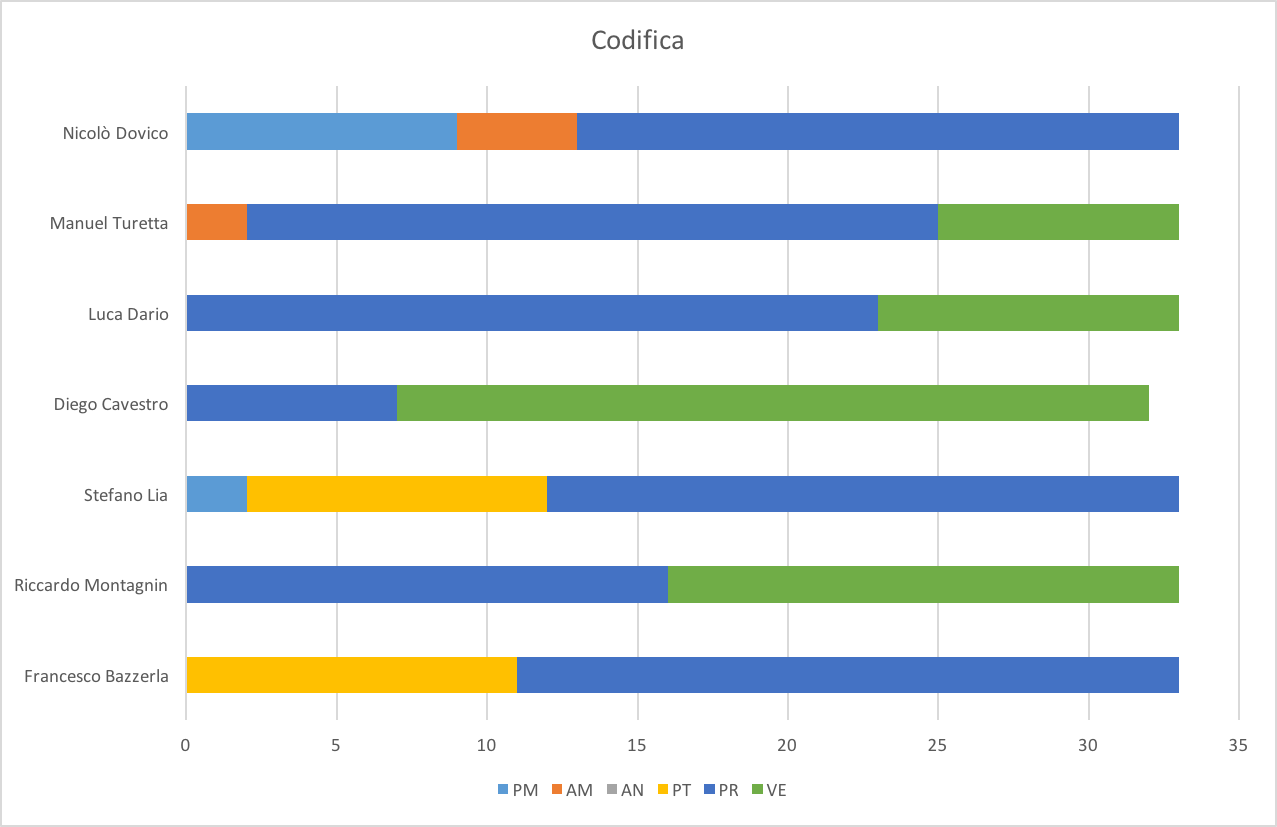 Codifica
Nicolò Dovico
Manuel Turetta
Luca Dario
Diego Cavestro
Stefano Lia
Riccardo Montagnin
Francesco Bazzerla
0 5 10 15 20 25 30 35
PM AM AN PT PR VE